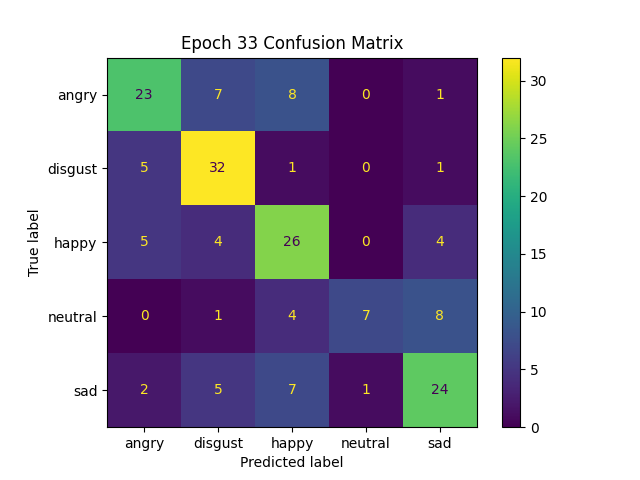 Epoch 33 Confusion Matrix
True label
angry 23 7 8 0 1
disgust 5 32 1 0 1
happy 5 4 26 0 4
neutral 0 1 4 7 8
sad 2 5 7 1 24
angry disgust happy neutral sad
Predicted label
30
25
20
15
10
5
0